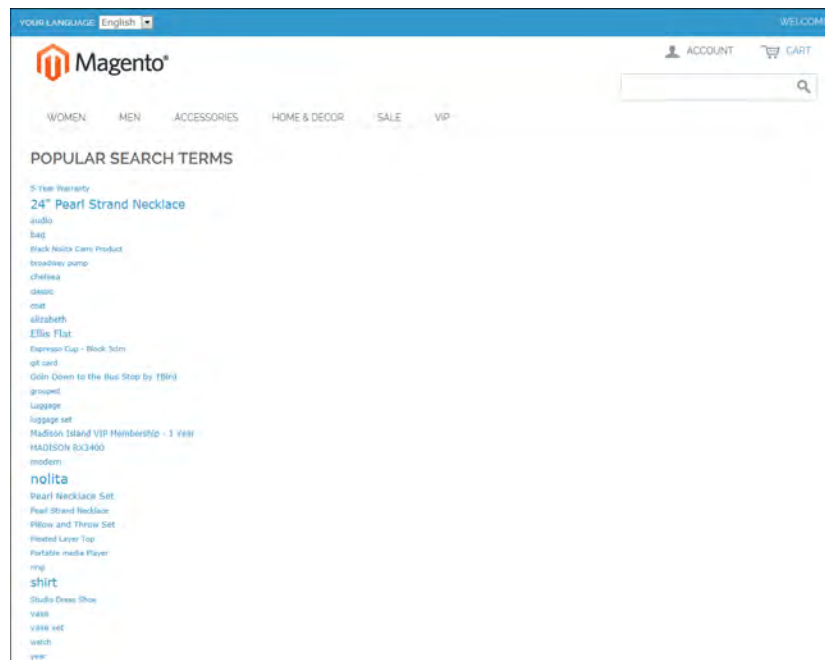 YOUR LANGUAGE: English
WELCOM
Magento®
ACCOUNT
CART
WOMEN MEN ACCESSORIES HOME & DECOR SALE VIP
POPULAR SEARCH TERMS
5-Year Warranty
24" Pearl Strand Necklace
audio
bag
Black Nolita Cami Product
broadway pump
chelsea
classic
coat
elizabeth
Ellis Flat
Espresso Cup - Block
gift card
Goin Down to the Bus Stop by
grouped
Luggage
luggage set
Madison Island VIP Membership - 1 Year
MADISON RX3400
modern
nolita
Pearl Necklace Set
Pearl Strand Necklace
Pillow and Throw Set
Pleated Layer Top
Portable media Player
ring
shirt
Studio Dress Shoe
vase
vase set
watch
year